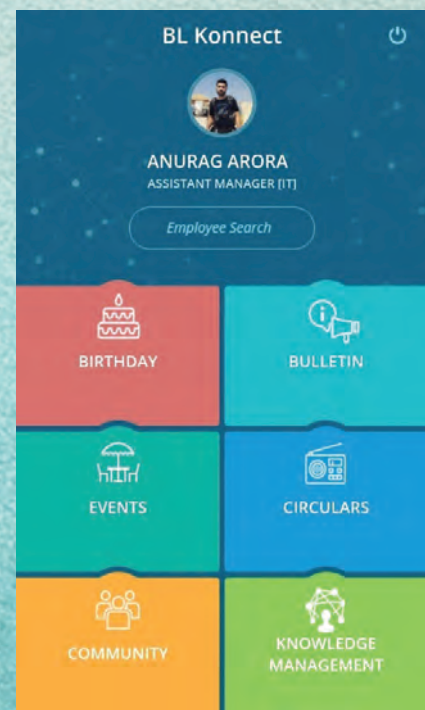 BL Konnect
ANURAG ARORA
ASSISTANT MANAGER [IT]
Employee Search
BIRTHDAY
BULLETIN
EVENTS
CIRCULARS
COMMUNITY
KNOWLEDGE
MANAGEMENT